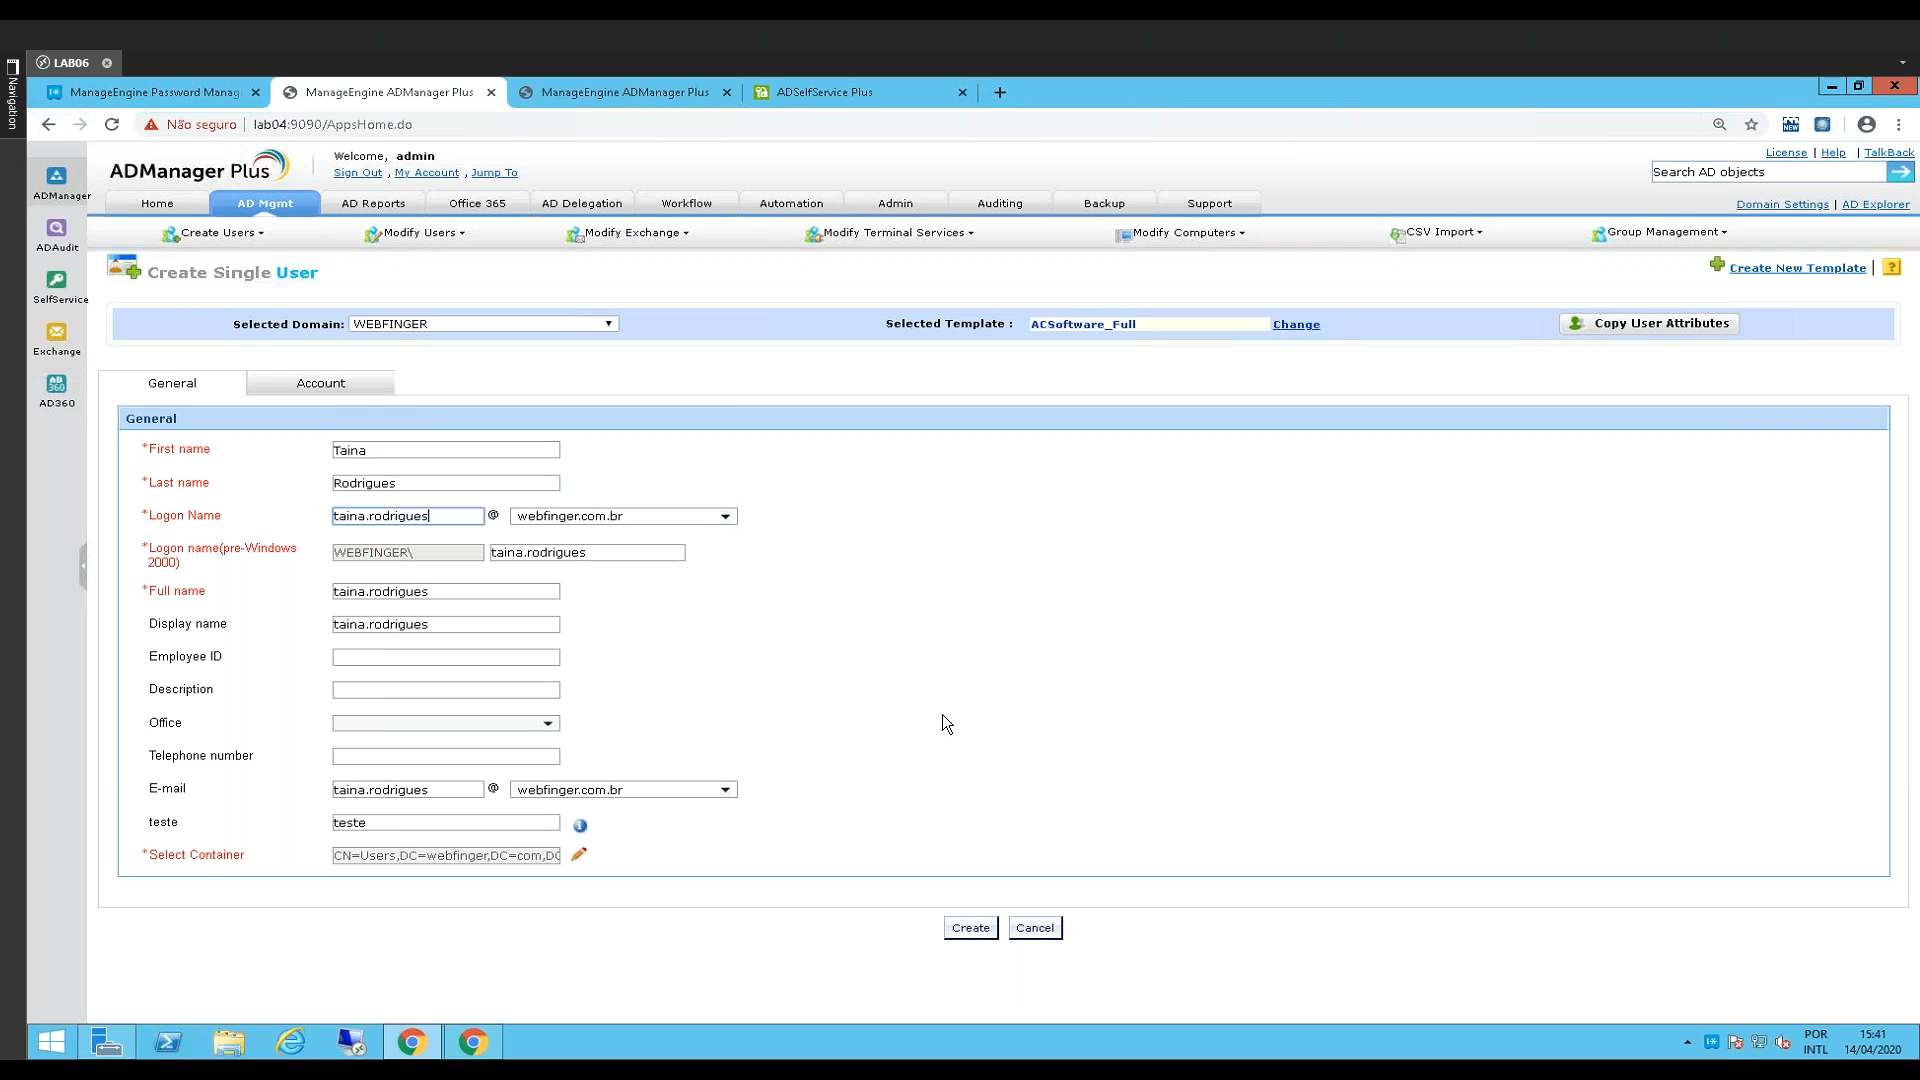 LAB06
Navigation
ManageEngine Password Manag
ManageEngine ADManager Plus
ManageEngine ADManager Plus
ADSelfService Plus
Não seguro
lab04:9090/AppsHome.do
NEW
ADManager
ADAudit
SelfService
Exchange
AD360
ADManager Plus
Welcome, admin
Sign Out , My Account , Jump To
License | Help | TalkBack
Search AD objects
Home
AD Mgmt
AD Reports
Office 365
AD Delegation
Workflow
Automation
Admin
Auditing
Backup
Support
Domain Settings | AD Explorer
Create Users
Modify Users
Modify Exchange
Modify Terminal Services
Modify Computers
CSV Import
Group Management
Create Single User
Create New Template | ?
Selected Domain: WEBFINGER
Selected Template : ACSoftware_Full Change
Copy User Attributes
General
Account
General
*First name Taina
*Last name Rodrigues
*Logon Name taina.rodrigues @ webfinger.com.br
*Logon name(pre-Windows
2000)
WEBFINGER\ taina.rodrigues
*Full name taina.rodrigues
Display name taina.rodrigues
Employee ID
Description
Office
Telephone number
E-mail taina.rodrigues @ webfinger.com.br
teste teste
*Select Container CN=Users,DC=webfinger,DC=com,DC
Create
Cancel
POR
INTL
15:41
14/04/2020